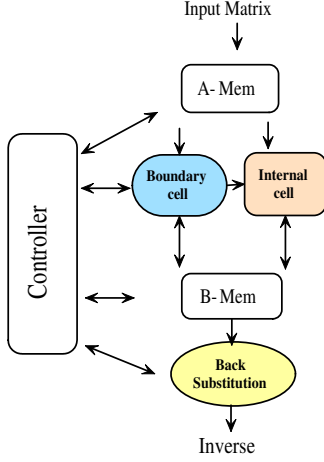 Input Matrix
A- Mem
Boundary
cell
Internal
cell
Controller
B- Mem
Back
Substitution
Inverse